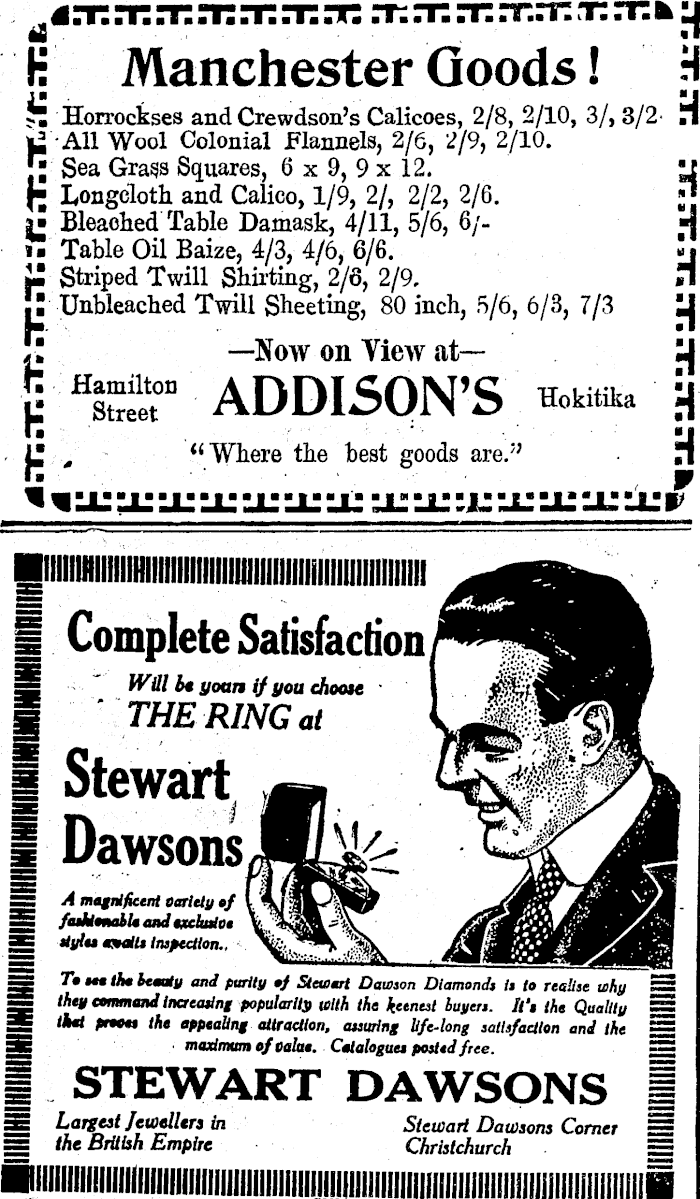 Manchester Goods!
Horrockses and Crewdson's Calicoes, 2/8, 2/10, 3/, 3/2
All Wool Colonial Flannels, 2/6, 2/9, 2/10.
Sea Grass Squares, 6 x 9, 9 x 12.
Longcloth and Calico, 1/9, 2/, 2/2, 2/6.
Bleached Table Damask, 4/11, 5/6, 6/-
Table Oil Baize, 4/3, 4/6, 6/6.
Striped Twill Shirting, 2/6, 2/9.
Unbleached Twill Sheeting, 80 inch, 5/6, 6/3, 7/3
—Now on View at—
Hamilton Street ADDISON'S Hokitika
"Where the best goods are."
Complete Satisfaction
Will be yours if you choose
THE RING at
Stewart
Dawsons
A magnificent variety of
fashionable and exclusive
styles awaits inspection..
To see the beauty and purity of Stewart Dawson Diamonds is to realise why
they command increasing popularity with the keenest buyers. It's the Quality
that proves the appealing attraction, assuring life-long satisfaction and the
maximum of value. Catalogues posted free.
STEWART DAWSONS
Largest Jewellers in
the British Empire
Stewart Dawsons Corner
Christchurch